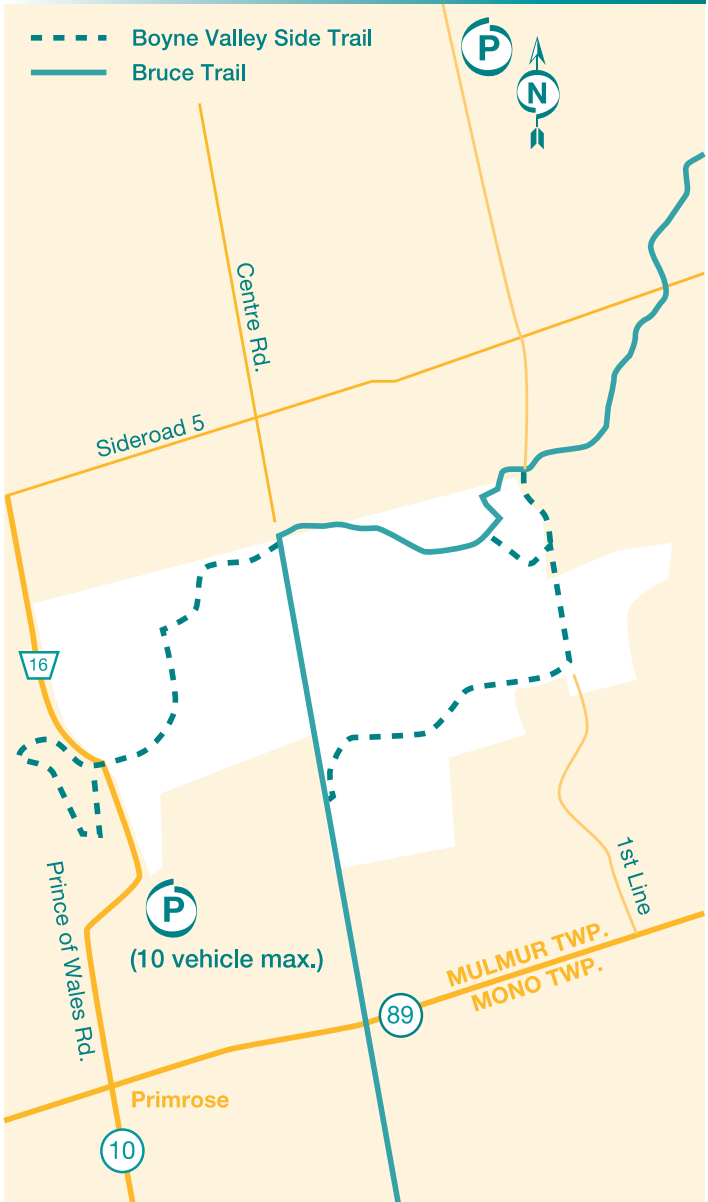 Boyne Valley Side Trail
Bruce Trail
P
N
Centre Rd.
Sideroad 5
16
Prince of Wales Rd.
P
(10 vehicle max.)
1st Line
MULMUR TWP.
MONO TWP.
89
Primrose
10